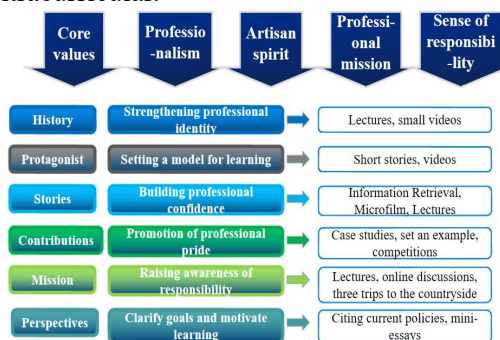 Core
values
Professio
-nalism
Artisan
spirit
Professi-
onal
mission
Sense of
responsibi
-lity
History
Strengthening professional
identity
Lectures, small videos
Protagonist
Setting a model for learning
Short stories, videos
Stories
Building professional
confidence
Information Retrieval,
Microfilm, Lectures
Contributions
Promotion of professional
pride
Case studies, set an example,
competitions
Mission
Raising awareness of
responsibility
Lectures, online discussions,
three trips to the countryside
Perspectives
Clarify goals and motivate
learning
Citing current policies, mini-
essays